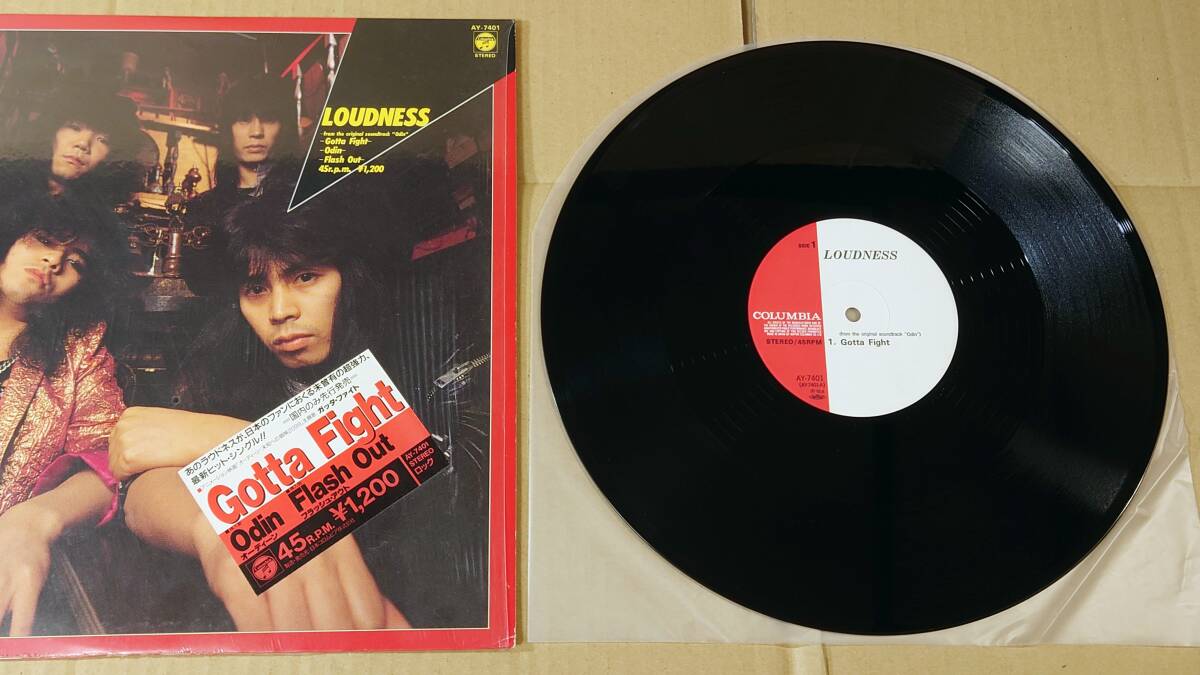 AY-7401
COLUMBIA
STEREO
LOUDNESS
-from the original soundtrack "Odin"-
-Gotta Fight-
-Odin-
-Flash Out-
45r.p.m. ¥1,200
あのラウドネスが、日本のファンにおくる未曽有の超強力、
最新ヒット・シングル!!
―国内のみ先行発売―
ガッタ・ファイト
Gotta Fight
Odin
オーディーン
Flash Out
フラッシュ・アウト
45R.P.M. ¥1,200
AY-7401
STEREO
ロック
SIDE 1
LOUDNESS
COLUMBIA
(from the original soundtrack "Odin")
STEREO/45RPM
1. Gotta Fight
AY-7401
(AY-7401A)